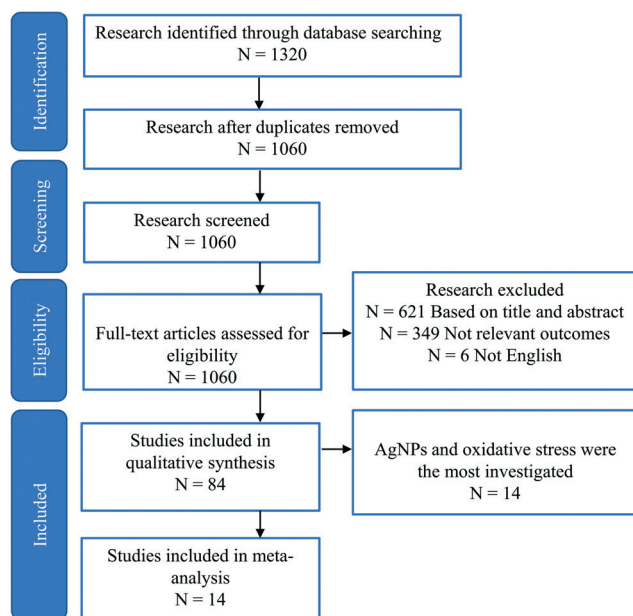 Identification
Research identified through database searching
N = 1320
Research after duplicates removed
N = 1060
Screening
Research screened
N = 1060
Eligibility
Full-text articles assessed for
eligibility
N = 1060
Research excluded
N = 621 Based on title and abstract
N = 349 Not relevant outcomes
N = 6 Not English
Included
Studies included in
qualitative synthesis
N = 84
AgNPs and oxidative stress were
the most investigated
N = 14
Studies included in meta-
analysis
N = 14